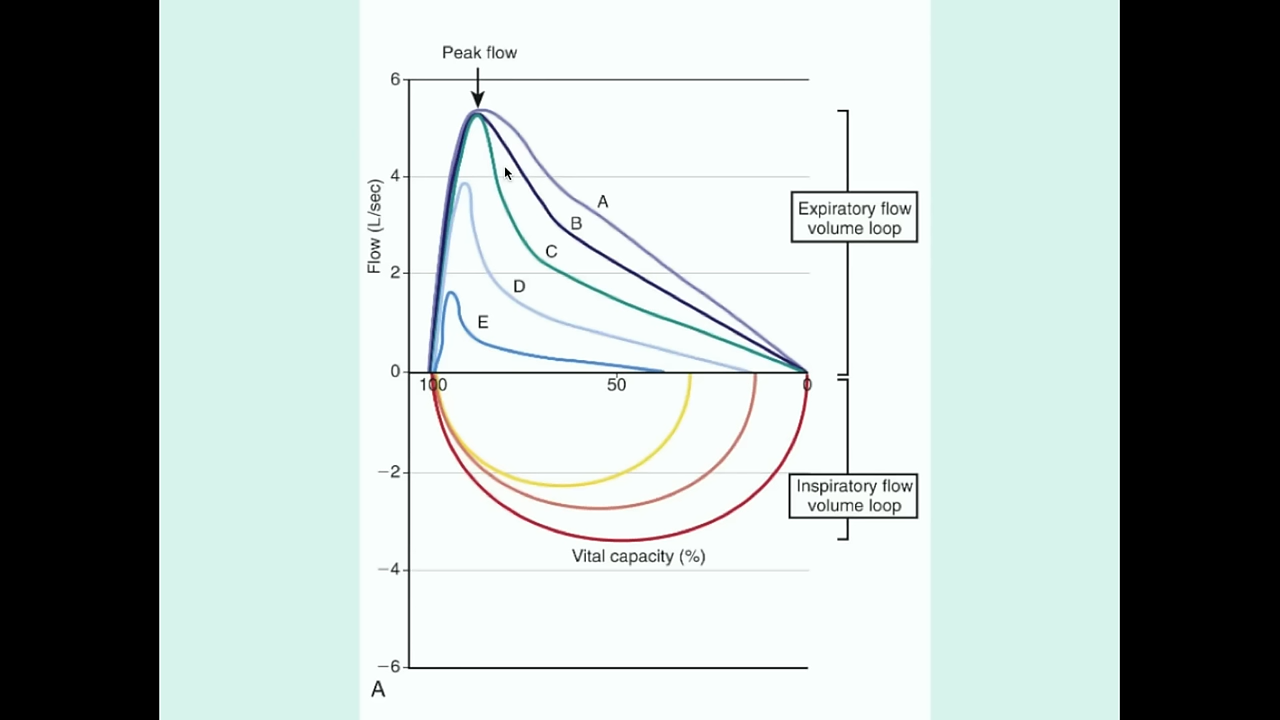 Peak flow
6
4
2
0
−2
−4
−6
Flow (L/sec)
A
B
C
D
E
100
50
0
Expiratory flow
volume loop
Inspiratory flow
volume loop
Vital capacity (%)
A